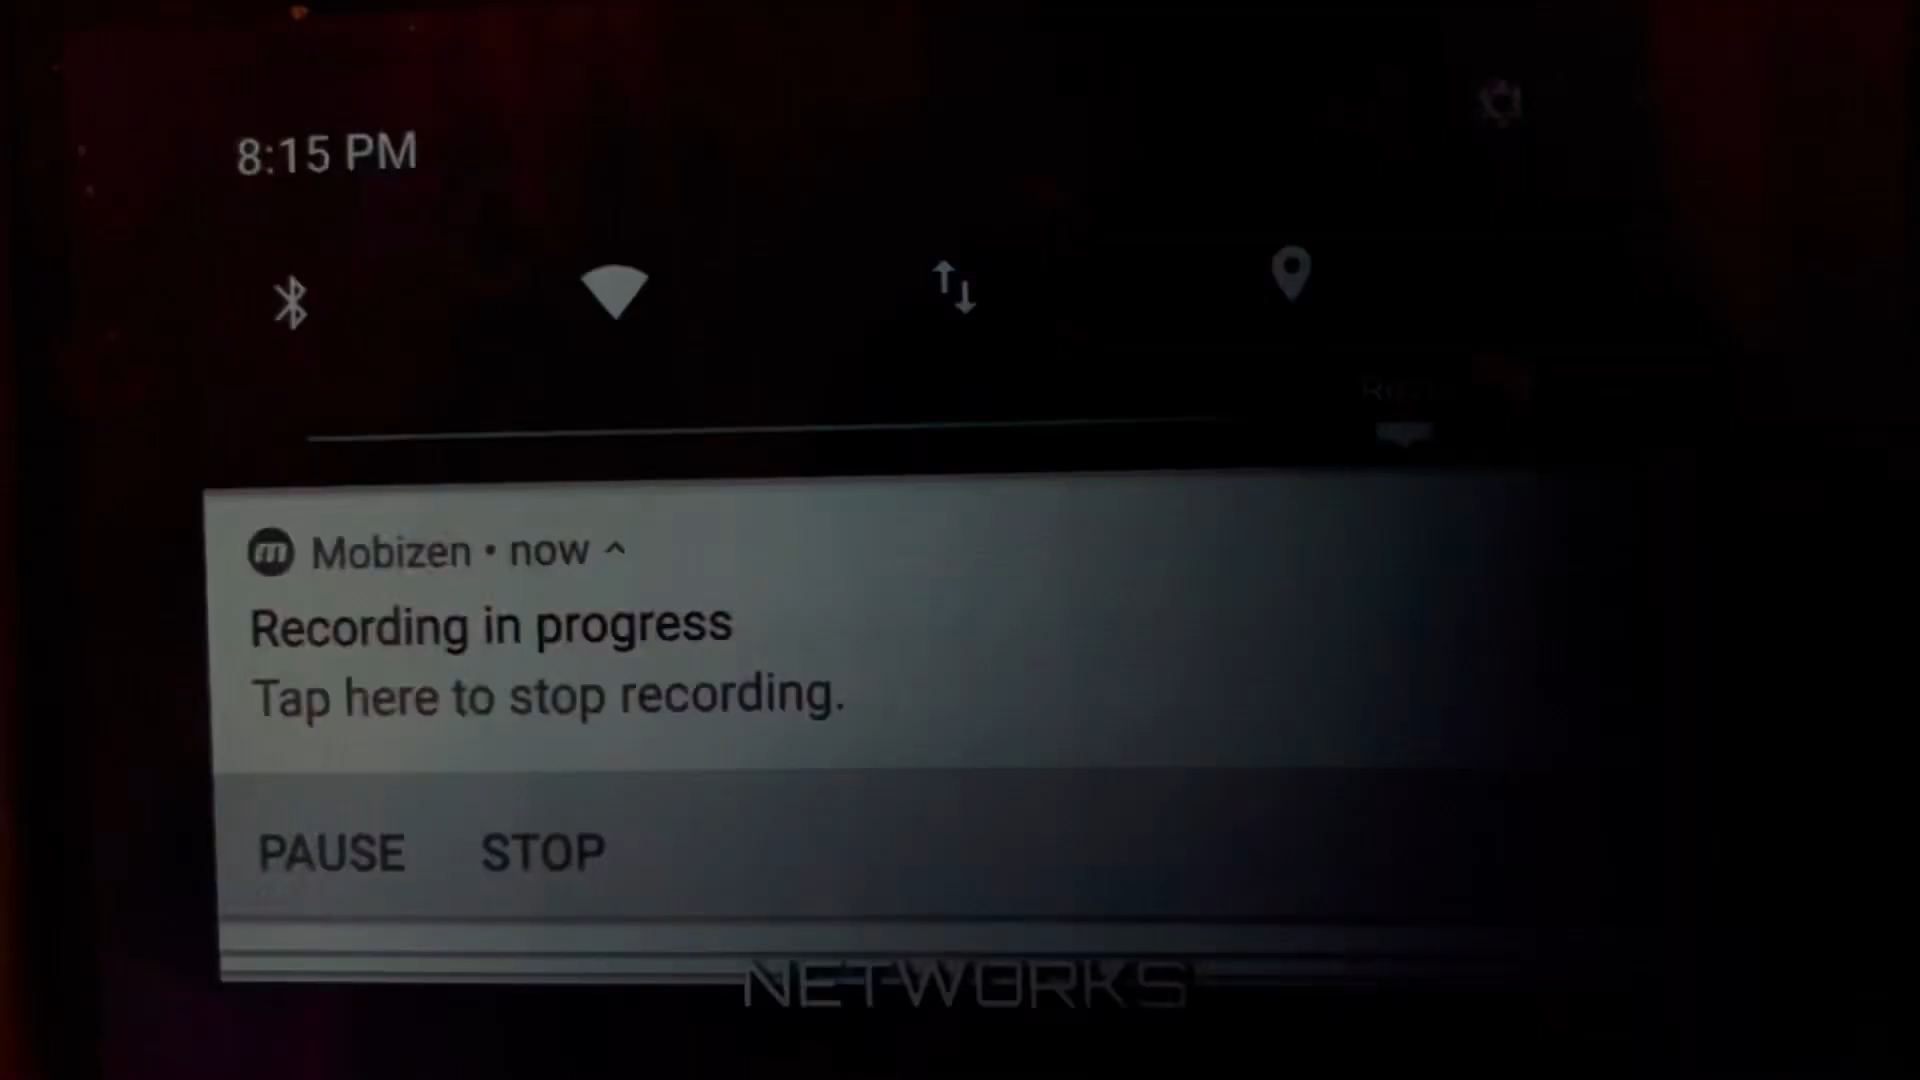 8:15 PM
Mobizen • now ^
Recording in progress
Tap here to stop recording.
PAUSE STOP
NETWORKS